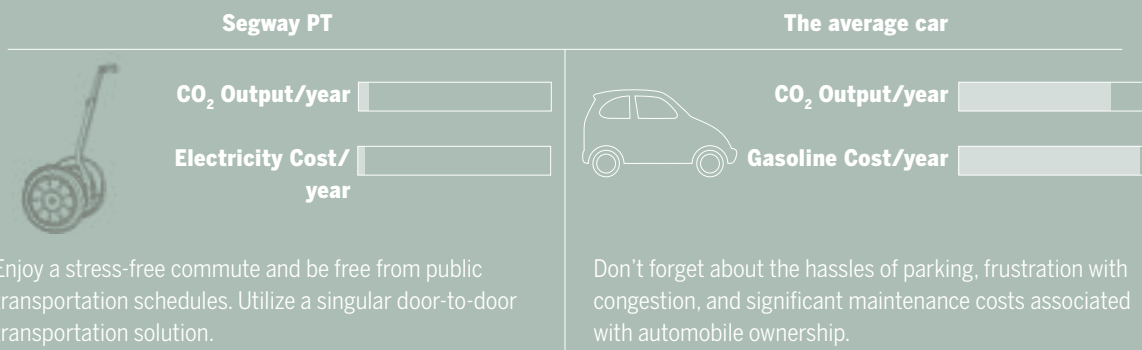 Segway PT
The average car
CO₂ Output/year
CO₂ Output/year
Electricity Cost/
year
Gasoline Cost/year
Enjoy a stress-free commute and be free from public
transportation schedules. Utilize a singular door-to-door
transportation solution.
Don’t forget about the hassles of parking, frustration with
congestion, and significant maintenance costs associated
with automobile ownership.